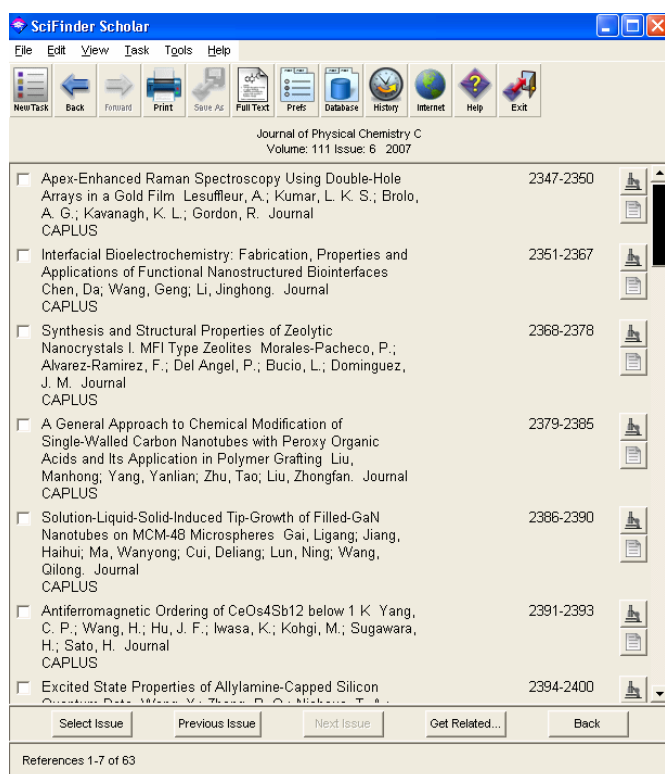 SciFinder Scholar
File Edit View Task Tools Help
New Task Back Forward Print Save As Full Text Prefs Database History Internet Help Exit
Journal of Physical Chemistry C
Volume: 111 Issue: 6 2007
Apex-Enhanced Raman Spectroscopy Using Double-Hole 2347-2350
Arrays in a Gold Film Lesuffleur, A.; Kumar, L. K. S.; Brolo,
A. G.; Kavanagh, K. L.; Gordon, R. Journal
CAPLUS
Interfacial Bioelectrochemistry: Fabrication, Properties and 2351-2367
Applications of Functional Nanostructured Biointerfaces
Chen, Da; Wang, Geng; Li, Jinghong. Journal
CAPLUS
Synthesis and Structural Properties of Zeolytic 2368-2378
Nanocrystals I. MFI Type Zeolites Morales-Pacheco, P.;
Alvarez-Ramirez, F.; Del Angel, P.; Bucio, L.; Dominguez,
J. M. Journal
CAPLUS
A General Approach to Chemical Modification of 2379-2385
Single-Walled Carbon Nanotubes with Peroxy Organic
Acids and Its Application in Polymer Grafting Liu,
Manhong; Yang, Yanlian; Zhu, Tao; Liu, Zhongfan. Journal
CAPLUS
Solution-Liquid-Solid-Induced Tip-Growth of Filled-GaN 2386-2390
Nanotubes on MCM-48 Microspheres Gai, Ligang; Jiang,
Haihui; Ma, Wanyong; Cui, Deliang; Lun, Ning; Wang,
Qilong. Journal
CAPLUS
Antiferromagnetic Ordering of CeOs4Sb12 below 1 K Yang, 2391-2393
C. P.; Wang, H.; Hu, J. F.; Iwasa, K.; Kohgi, M.; Sugawara,
H.; Sato, H. Journal
CAPLUS
Excited State Properties of Allylamine-Capped Silicon 2394-2400
Select Issue Previous Issue Next Issue Get Related... Back
References 1-7 of 63